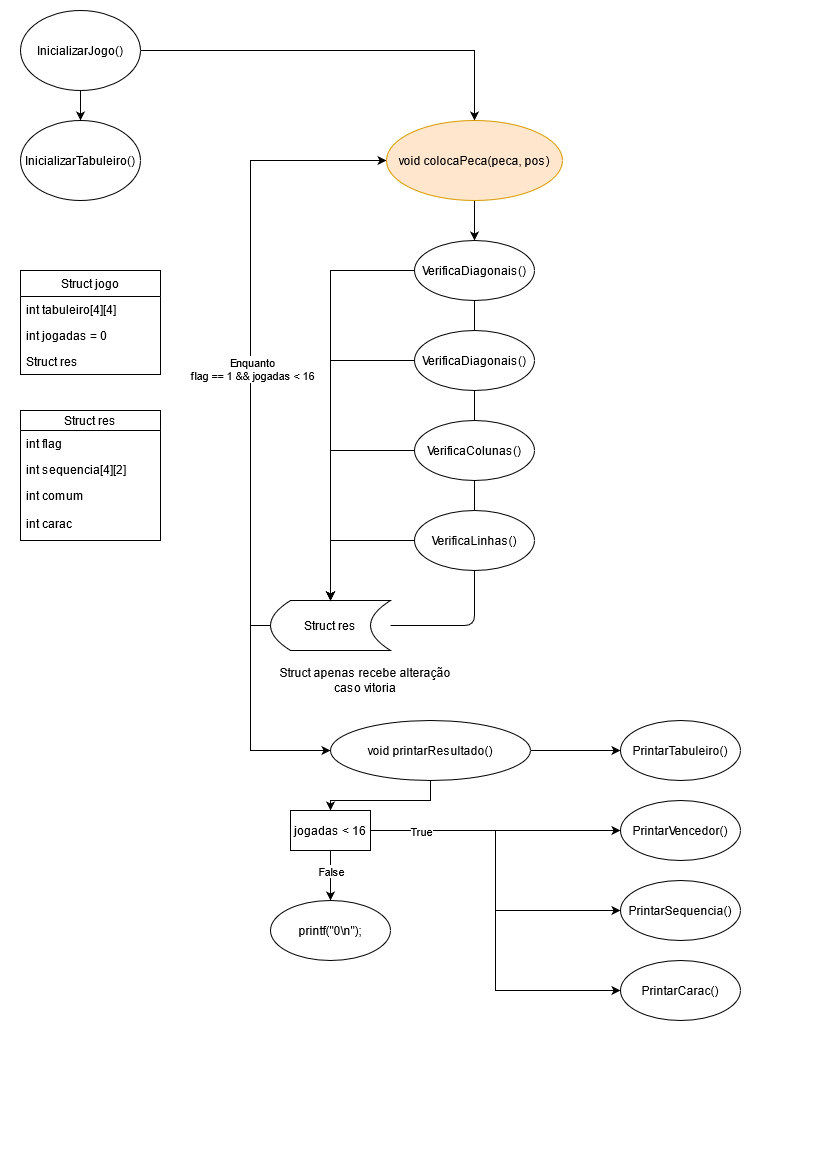 InicializarJogo()
InicializarTabuleiro()
void colocaPeca(peca, pos)
VerificaDiagonais()
Struct jogo
int tabuleiro[4][4]
int jogadas = 0
Struct res
Enquanto
flag == 1 && jogadas < 16
VerificaDiagonais()
Struct res
int flag
int sequencia[4][2]
int comum
int carac
VerificaColunas()
VerificaLinhas()
Struct res
Struct apenas recebe alteração
caso vitoria
void printarResultado()
PrintarTabuleiro()
jogadas < 16
True
PrintarVencedor()
False
PrintarSequencia()
printf("0\n");
PrintarCarac()